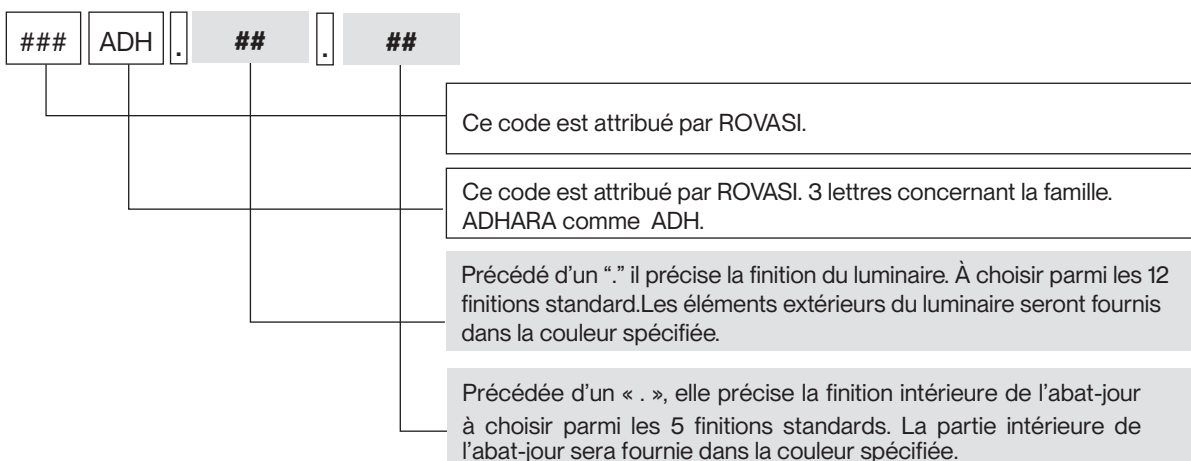 ### ADH . ## . ##
Ce code est attribué par ROVASI.
Ce code est attribué par ROVASI. 3 lettres concernant la famille.
ADHARA comme ADH.
Précédé d'un “.” il précise la finition du luminaire. À choisir parmi les 12
finitions standard.Les éléments extérieurs du luminaire seront fournis
dans la couleur spécifiée.
Précédée d'un « . », elle précise la finition intérieure de l'abat-jour
à choisir parmi les 5 finitions standards. La partie intérieure de
l'abat-jour sera fournie dans la couleur spécifiée.